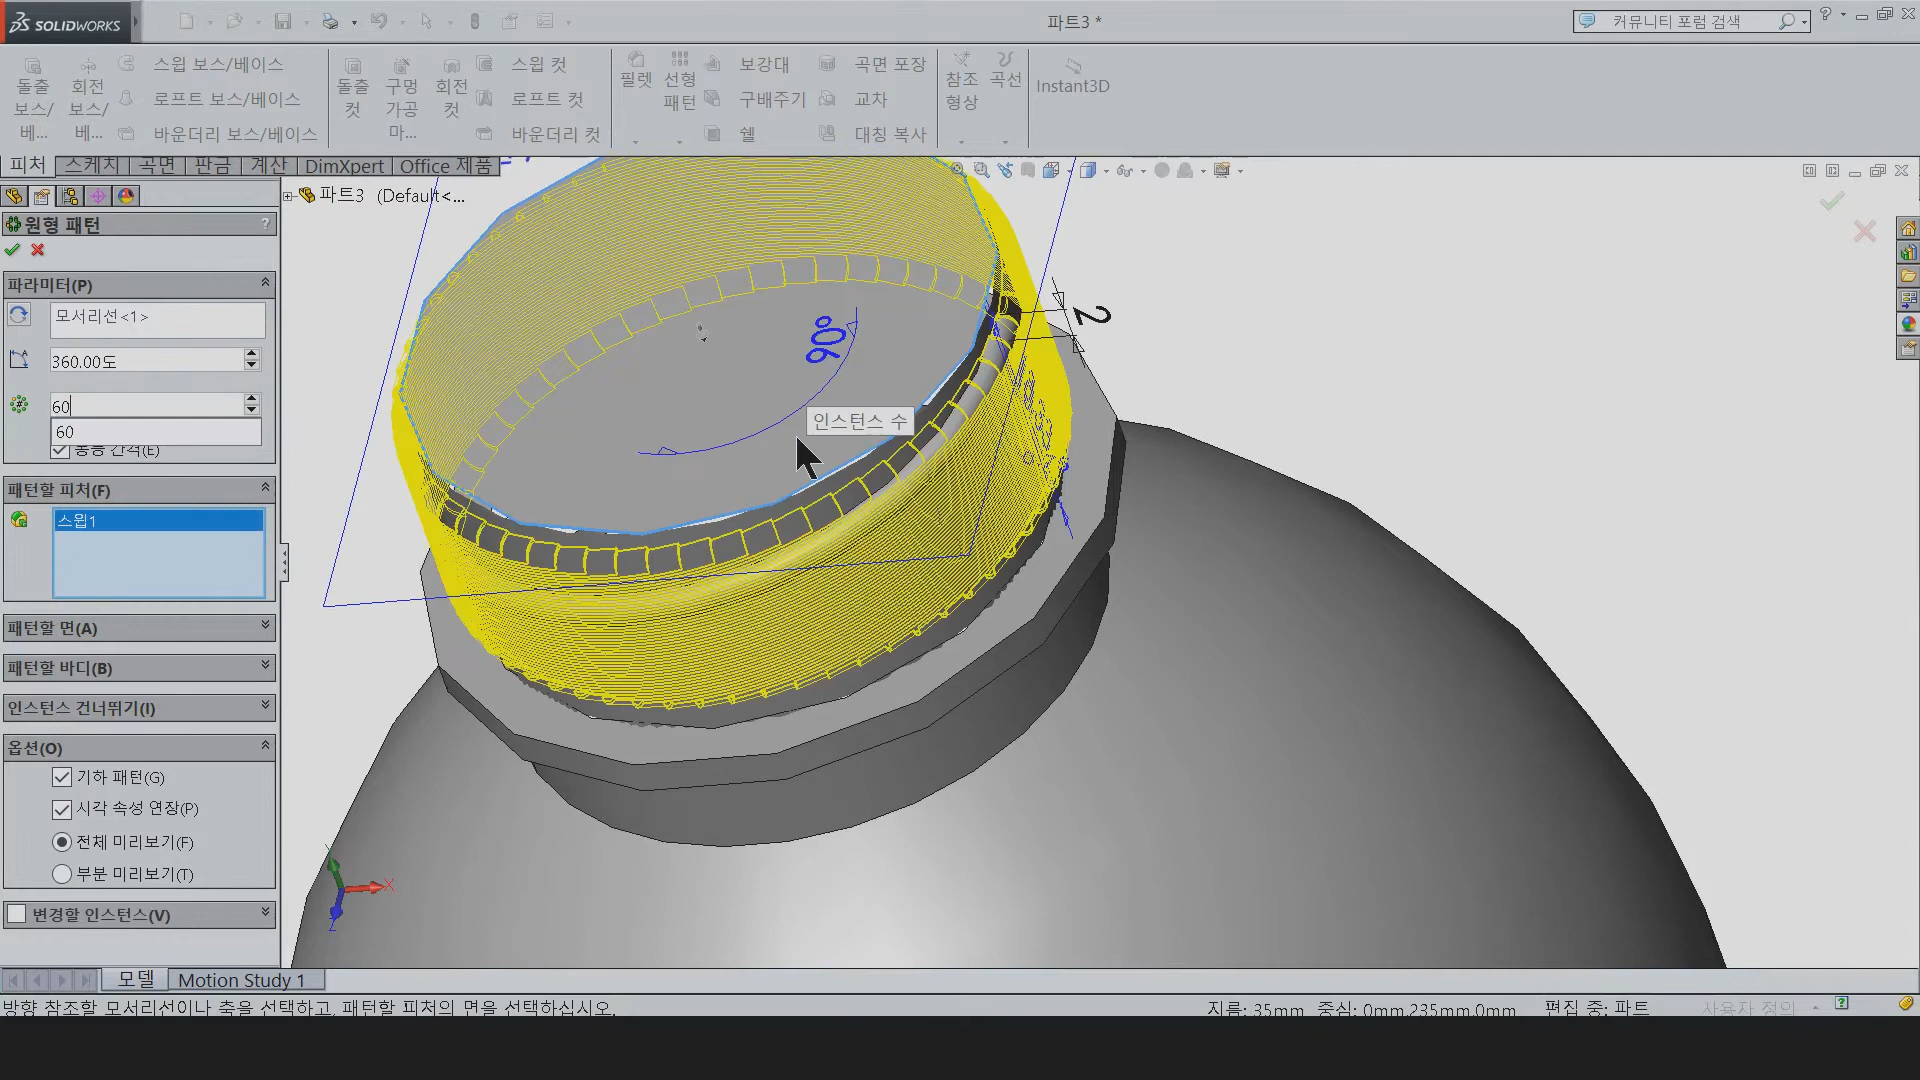 SOLIDWORKS
파트3 *
커뮤니티 포럼 검색
돌출 보스/베...
회전 보스/베...
스윕 보스/베이스
로프트 보스/베이스
바운더리 보스/베이스
돌출 컷
구멍 가공 마...
회전 컷
스윕 컷
로프트 컷
바운더리 컷
필렛
선형 패턴
보강대
구배주기
쉘
곡면 포장
교차
대칭 복사
참조 형상
곡선
Instant3D
피처
스케치
곡면
판금
계산
DimXpert
Office 제품
파트3 (Default<...
원형 패턴
?
파라미터(P)
모서리선<1>
360.00도
60
60
동등 간격(E)
패턴할 피처(F)
스윕1
패턴할 면(A)
패턴할 바디(B)
인스턴스 건너뛰기(I)
옵션(O)
기하 패턴(G)
시각 속성 연장(P)
전체 미리보기(F)
부분 미리보기(T)
변경할 인스턴스(V)
90°
2
인스턴스 수
Y
X
Z
모델
Motion Study 1
방향 참조할 모서리선이나 축을 선택하고, 패턴할 피처의 면을 선택하십시오.
지름: 35mm 중심: 0mm,235mm,0mm
편집 중: 파트
사용자 정의